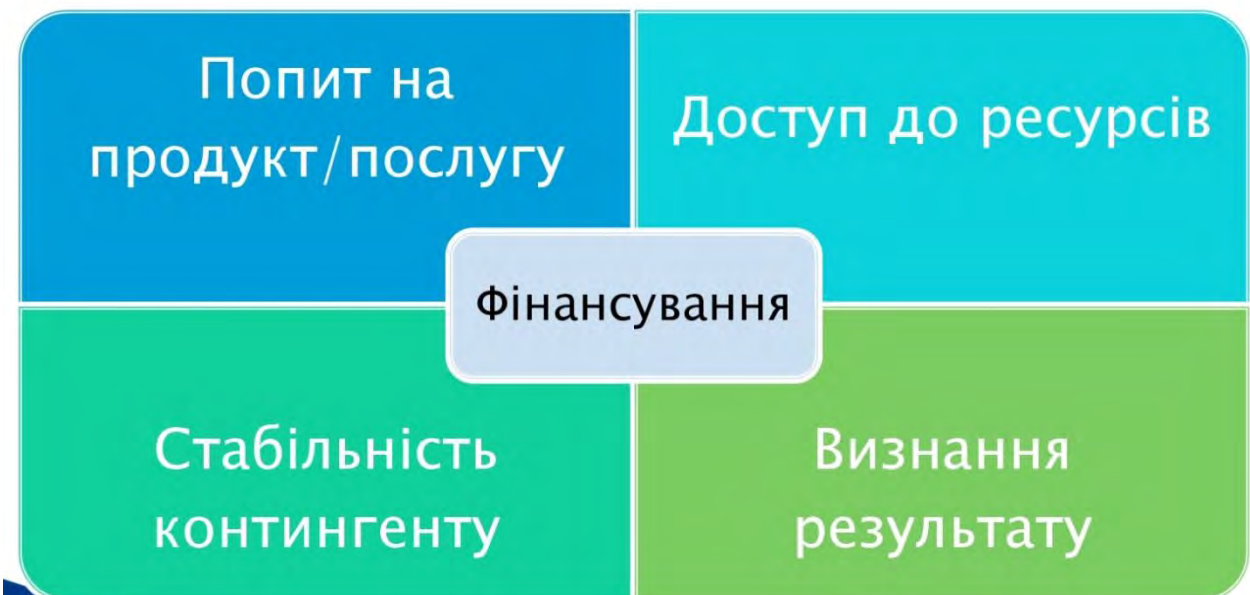 Попит на
продукт/послугу
Доступ до ресурсів
Фінансування
Стабільність
контингенту
Визнання
результату